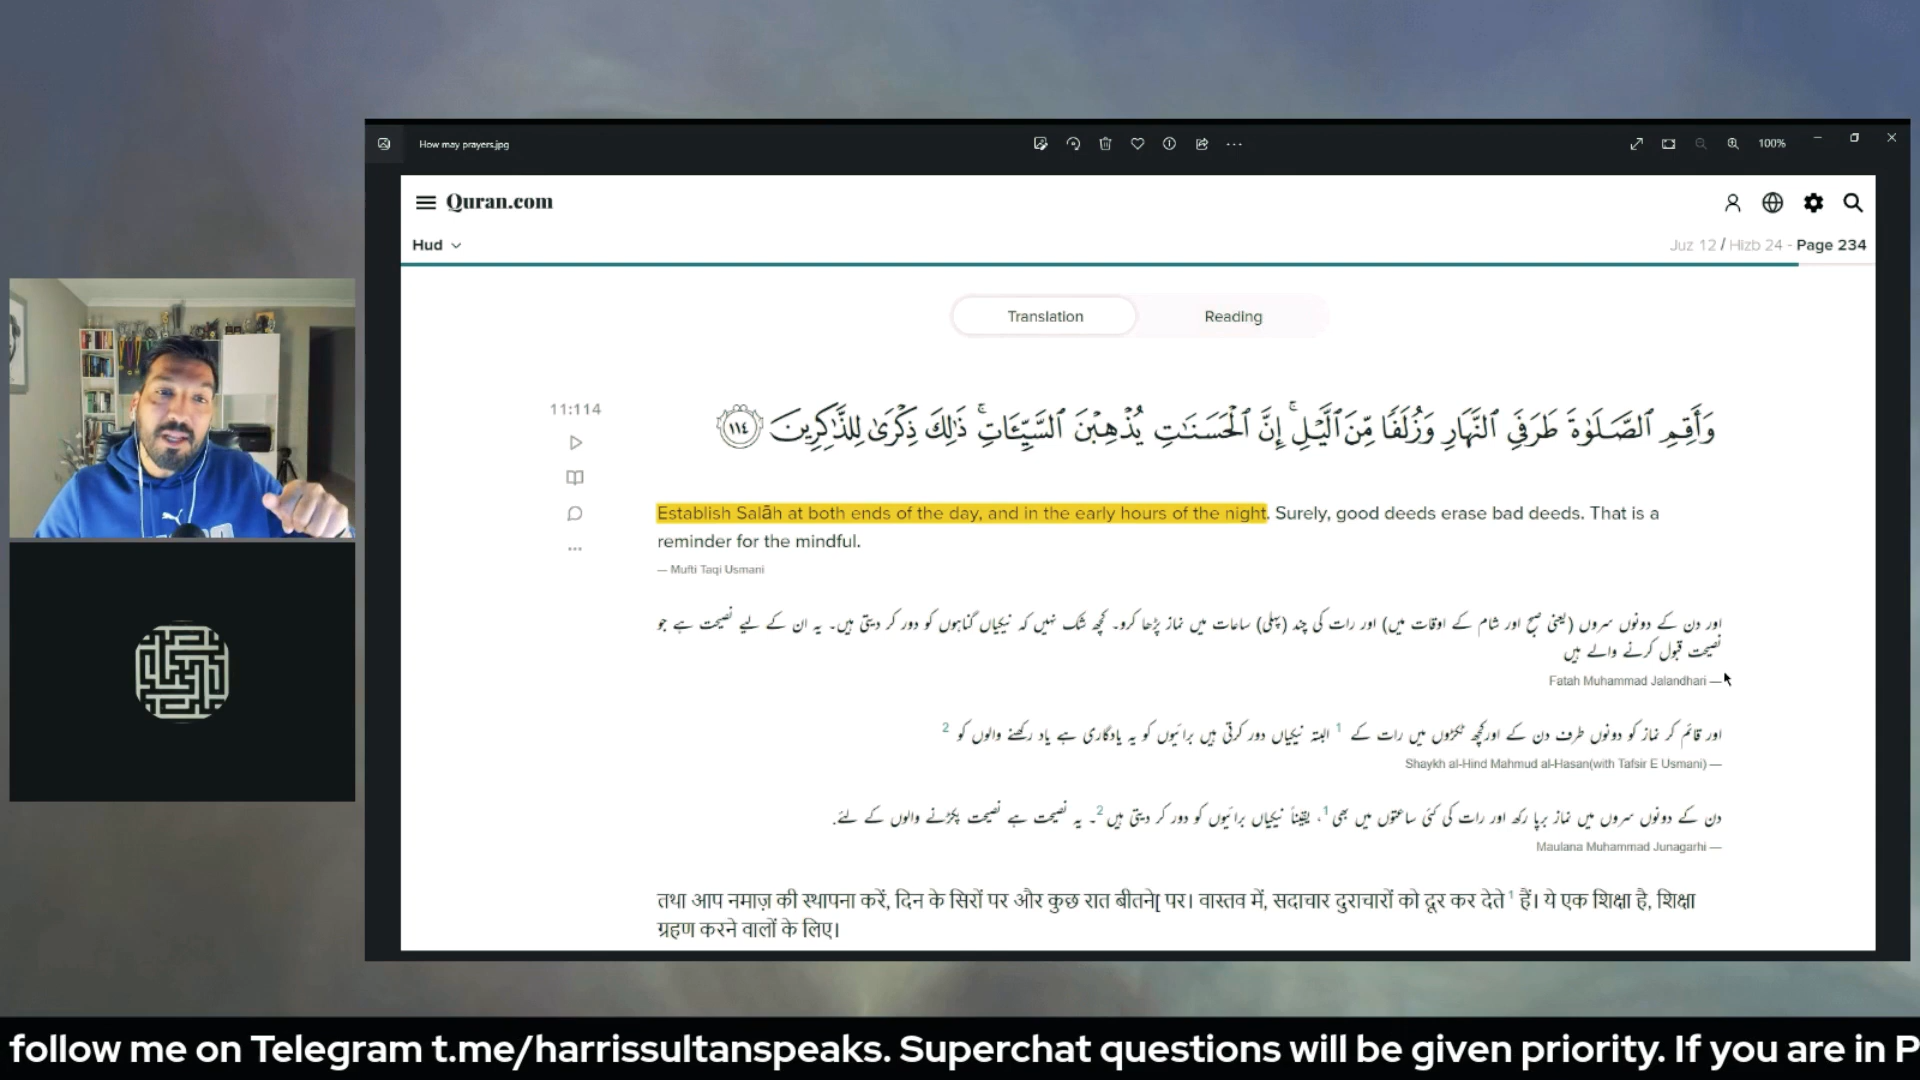 How may prayers.jpg
100%
Quran.com
Hud
Juz 12 / Hizb 24 - Page 234
Translation
Reading
11:114
وَأَقِمِ ٱلصَّلَوٰةَ طَرَفَىِ ٱلنَّهَارِ وَزُلَفًا مِّنَ ٱلَّيْلِ ۚ إِنَّ ٱلْحَسَنَـٰتِ يُذْهِبْنَ ٱلسَّيِّـَٔاتِ ۚ ذَٰلِكَ ذِكْرَىٰ لِلذَّٰكِرِينَ ١١٤
Establish Salāh at both ends of the day, and in the early hours of the night. Surely, good deeds erase bad deeds. That is a
reminder for the mindful.
— Mufti Taqi Usmani
اور دن کے دونوں سروں (یعنی صبح اور شام کے اوقات میں) اور رات کی چند (پہلی) ساعات میں نماز پڑھا کرو۔ کچھ شک نہیں کہ نیکیاں گناہوں کو دور کر دیتی ہیں۔ یہ ان کے لیے نصیحت ہے جو
نصیحت قبول کرنے والے ہیں
Fatah Muhammad Jalandhari —
اور قائم کر نماز کو دونوں طرف دن کے اور کچھ ٹکڑوں میں رات کے 1 البتہ نیکیاں دور کرتی ہیں برائیوں کو یہ یادگاری ہے یاد رکھنے والوں کو 2
Shaykh al-Hind Mahmud al-Hasan(with Tafsir E Usmani) —
دن کے دونوں سروں میں نماز برپا رکھ اور رات کی کئی ساعتوں میں بھی1، یقیناً نیکیاں برائیوں کو دور کر دیتی ہیں2۔ یہ نصیحت ہے نصیحت پکڑنے والوں کے لئے.
Maulana Muhammad Junagarhi —
तथा आप नमाज़ की स्थापना करें, दिन के सिरों पर और कुछ रात बीतने[ पर। वास्तव में, सदाचार दुराचारों को दूर कर देते 1 हैं। ये एक शिक्षा है, शिक्षा
ग्रहण करने वालों के लिए।
follow me on Telegram t.me/harrissultanspeaks. Superchat questions will be given priority. If you are in P